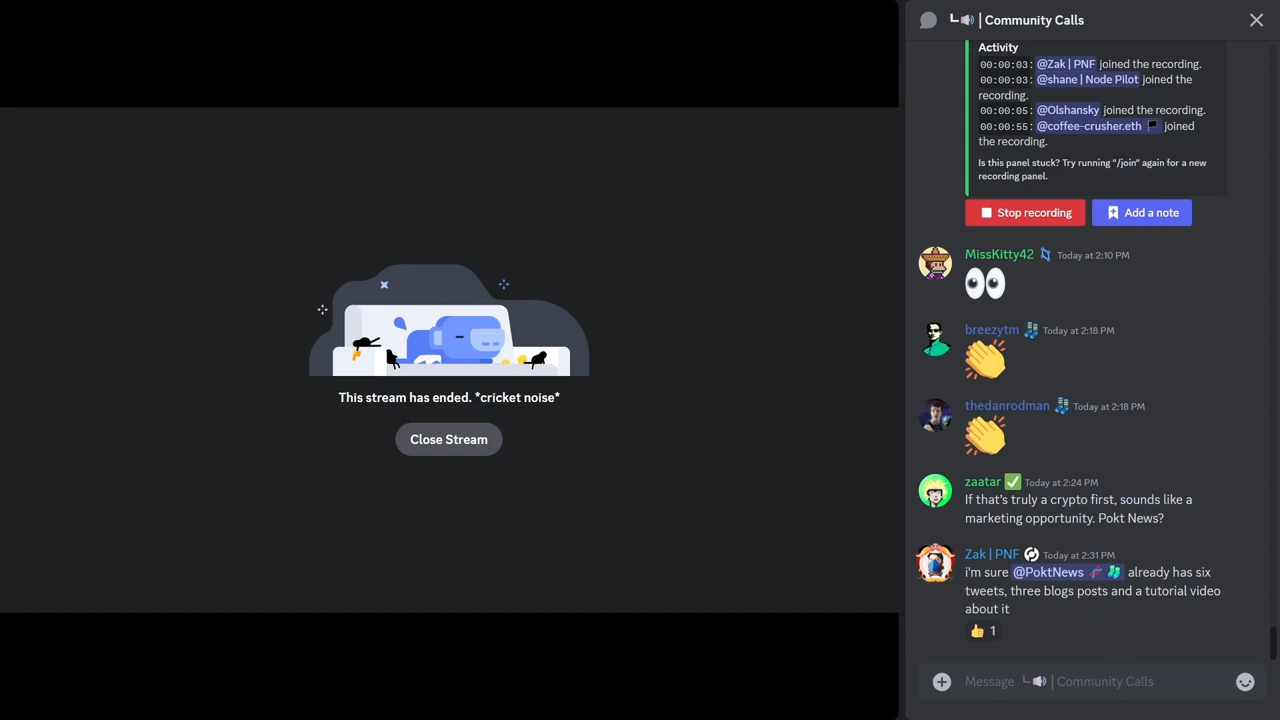 This stream has ended. *cricket noise*
Close Stream
| Community Calls
Activity
00:00:03: @Zak | PNF joined the recording.
00:00:03: @shane | Node Pilot joined the
recording.
00:00:05: @Olshansky joined the recording.
00:00:55: @coffee-crusher.eth joined
the recording.
Is this panel stuck? Try running "/join" again for a new
recording panel.
Stop recording
Add a note
MissKitty42 Today at 2:10 PM
breezytm Today at 2:18 PM
thedanrodman Today at 2:18 PM
zaatar Today at 2:24 PM
If that's truly a crypto first, sounds like a
marketing opportunity. Pokt News?
Zak | PNF Today at 2:31 PM
i'm sure @PoktNews already has six
tweets, three blogs posts and a tutorial video
about it
1
Message | Community Calls